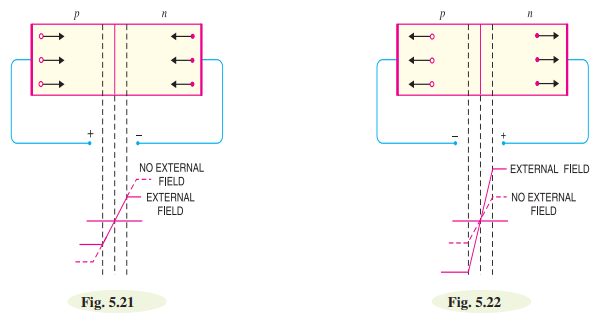 p n
+ –
NO EXTERNAL
FIELD
EXTERNAL
FIELD
Fig. 5.21
p n
– +
EXTERNAL FIELD
NO EXTERNAL
FIELD
Fig. 5.22